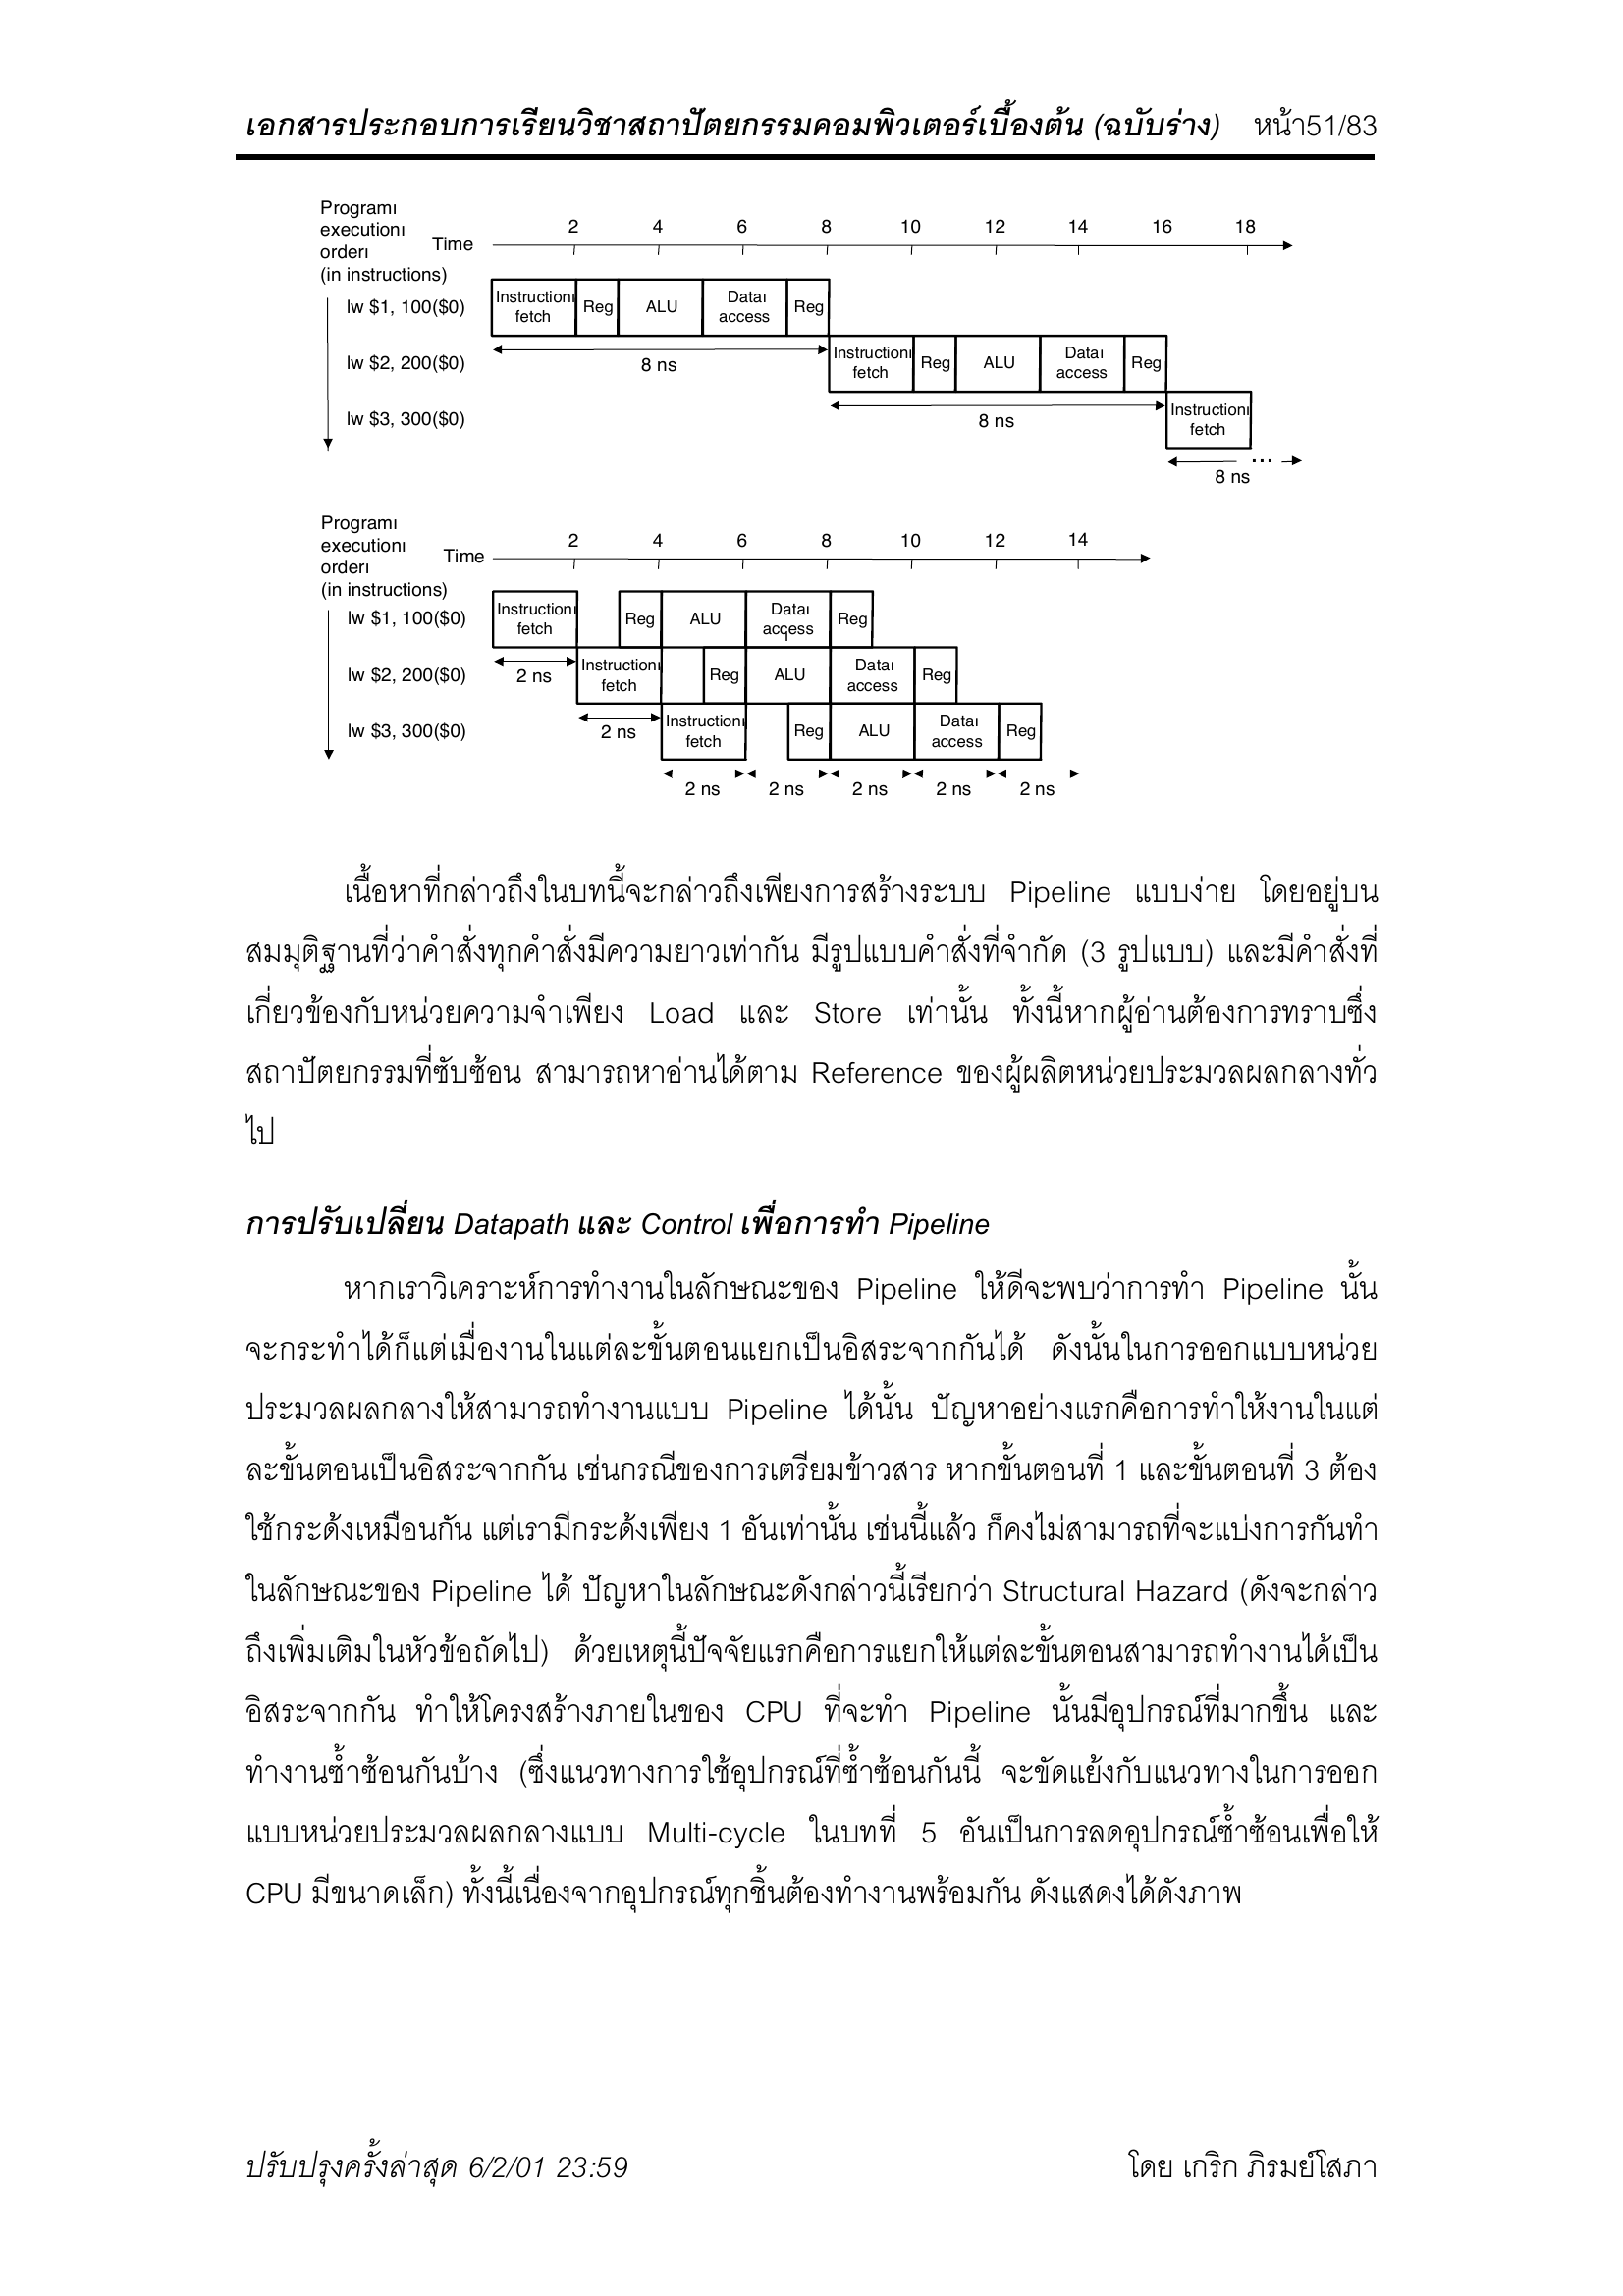 เอกสารประกอบการเรียนวิชาสถาปัตยกรรมคอมพิวเตอร์เบื้องต้น (ฉบับร่าง) หน้า51/83
Programı
executionı
orderı
(in instructions)
Time
2 4 6 8 10 12 14 16 18
lw $1, 100($0)
Instructionı
fetch
Reg
ALU
Dataı
access
Reg
8 ns
lw $2, 200($0)
Instructionı
fetch
Reg
ALU
Dataı
access
Reg
8 ns
lw $3, 300($0)
Instructionı
fetch
...
8 ns
Programı
executionı
orderı
(in instructions)
Time
2 4 6 8 10 12 14
lw $1, 100($0)
Instructionı
fetch
Reg
ALU
Dataı
access
Reg
2 ns
lw $2, 200($0)
Instructionı
fetch
Reg
ALU
Dataı
access
Reg
2 ns
lw $3, 300($0)
Instructionı
fetch
Reg
ALU
Dataı
access
Reg
2 ns 2 ns 2 ns 2 ns 2 ns
เนื้อหาที่กล่าวถึงในบทนี้จะกล่าวถึงเพียงการสร้างระบบ Pipeline แบบง่าย โดยอยู่บน
สมมุติฐานที่ว่าคำสั่งทุกคำสั่งมีความยาวเท่ากัน มีรูปแบบคำสั่งที่จำกัด (3 รูปแบบ) และมีคำสั่งที่
เกี่ยวข้องกับหน่วยความจำเพียง Load และ Store เท่านั้น ทั้งนี้หากผู้อ่านต้องการทราบซึ่ง
สถาปัตยกรรมที่ซับซ้อน สามารถหาอ่านได้ตาม Reference ของผู้ผลิตหน่วยประมวลผลกลางทั่ว
ไป
การปรับเปลี่ยน Datapath และ Control เพื่อการทำ Pipeline
หากเราวิเคราะห์การทำงานในลักษณะของ Pipeline ให้ดีจะพบว่าการทำ Pipeline นั้น
จะกระทำได้ก็แต่เมื่องานในแต่ละขั้นตอนแยกเป็นอิสระจากกันได้ ดังนั้นในการออกแบบหน่วย
ประมวลผลกลางให้สามารถทำงานแบบ Pipeline ได้นั้น ปัญหาอย่างแรกคือการทำให้งานในแต่
ละขั้นตอนเป็นอิสระจากกัน เช่นกรณีของการเตรียมข้าวสาร หากขั้นตอนที่ 1 และขั้นตอนที่ 3 ต้อง
ใช้กระด้งเหมือนกัน แต่เรามีกระด้งเพียง 1 อันเท่านั้น เช่นนี้แล้ว ก็คงไม่สามารถที่จะแบ่งการกันทำ
ในลักษณะของ Pipeline ได้ ปัญหาในลักษณะดังกล่าวนี้เรียกว่า Structural Hazard (ดังจะกล่าว
ถึงเพิ่มเติมในหัวข้อถัดไป) ด้วยเหตุนี้ปัจจัยแรกคือการแยกให้แต่ละขั้นตอนสามารถทำงานได้เป็น
อิสระจากกัน ทำให้โครงสร้างภายในของ CPU ที่จะทำ Pipeline นั้นมีอุปกรณ์ที่มากขึ้น และ
ทำงานซ้ำซ้อนกันบ้าง (ซึ่งแนวทางการใช้อุปกรณ์ที่ซ้ำซ้อนกันนี้ จะขัดแย้งกับแนวทางในการออก
แบบหน่วยประมวลผลกลางแบบ Multi-cycle ในบทที่ 5 อันเป็นการลดอุปกรณ์ซ้ำซ้อนเพื่อให้
CPU มีขนาดเล็ก) ทั้งนี้เนื่องจากอุปกรณ์ทุกชิ้นต้องทำงานพร้อมกัน ดังแสดงได้ดังภาพ
ปรับปรุงครั้งล่าสุด 6/2/01 23:59 โดย เกริก ภิรมย์โสภา